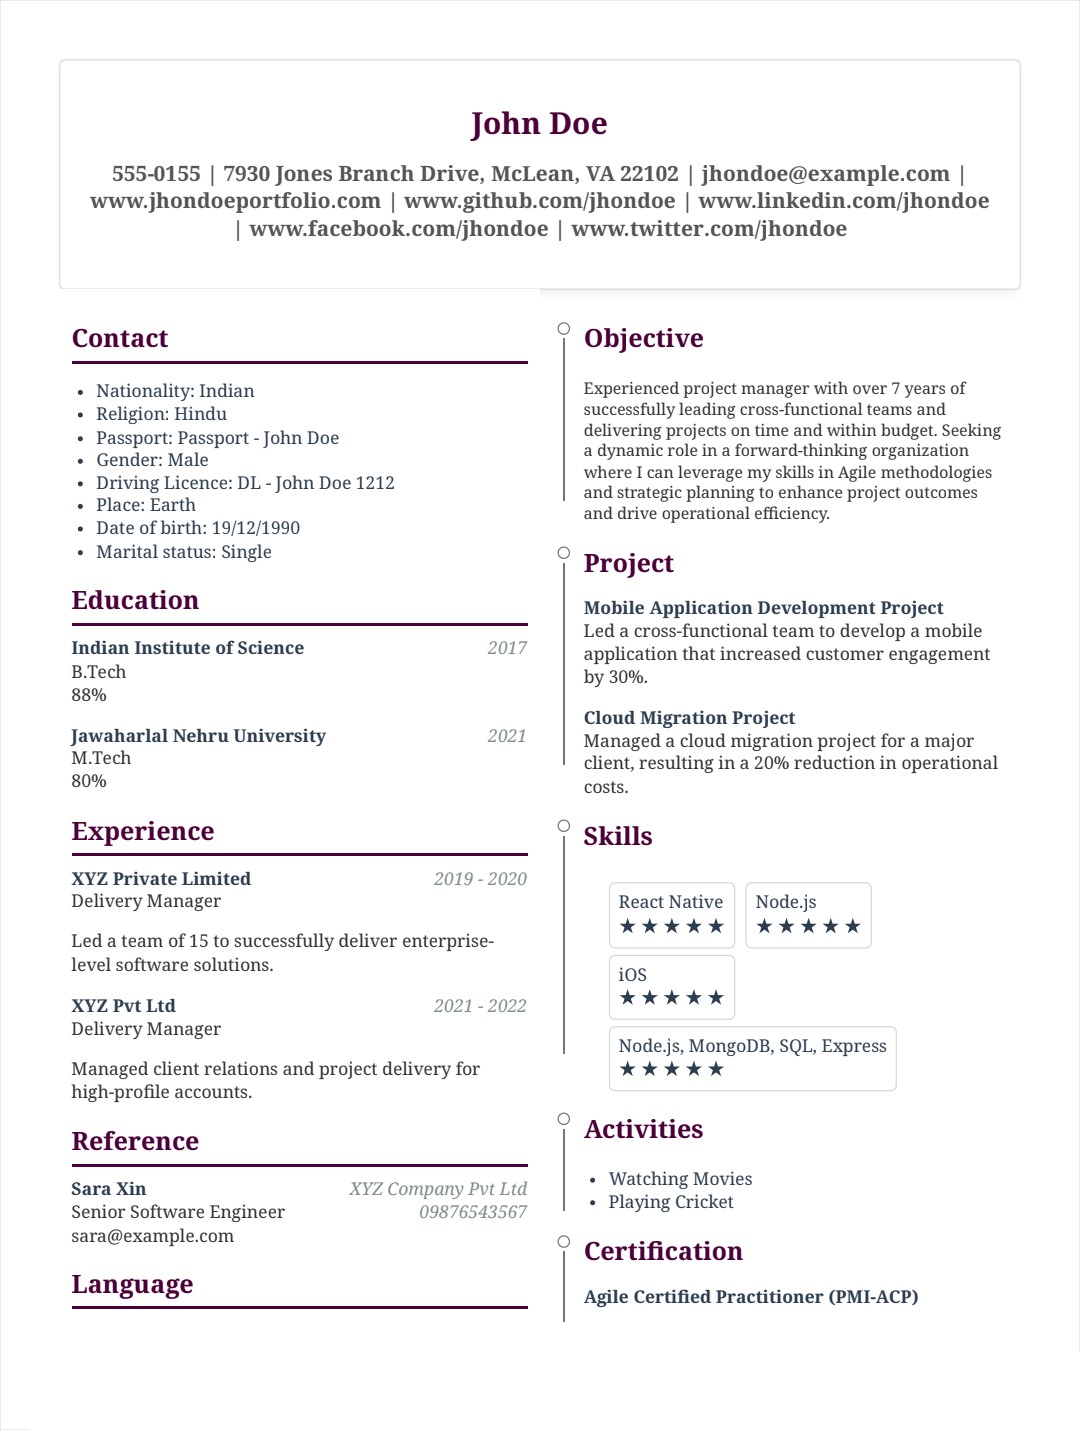 John Doe
555-0155 | 7930 Jones Branch Drive, McLean, VA 22102 | jhondoe@example.com |
www.jhondoeportfolio.com | www.github.com/jhondoe | www.linkedin.com/jhondoe
| www.facebook.com/jhondoe | www.twitter.com/jhondoe
Contact
• Nationality: Indian
• Religion: Hindu
• Passport: Passport - John Doe
• Gender: Male
• Driving Licence: DL - John Doe 1212
• Place: Earth
• Date of birth: 19/12/1990
• Marital status: Single
Education
Indian Institute of Science 2017
B.Tech
88%
Jawaharlal Nehru University 2021
M.Tech
80%
Experience
XYZ Private Limited 2019 - 2020
Delivery Manager
Led a team of 15 to successfully deliver enterprise-
level software solutions.
XYZ Pvt Ltd 2021 - 2022
Delivery Manager
Managed client relations and project delivery for
high-profile accounts.
Reference
Sara Xin XYZ Company Pvt Ltd
Senior Software Engineer 09876543567
sara@example.com
Language
Objective
Experienced project manager with over 7 years of
successfully leading cross-functional teams and
delivering projects on time and within budget. Seeking
a dynamic role in a forward-thinking organization
where I can leverage my skills in Agile methodologies
and strategic planning to enhance project outcomes
and drive operational efficiency.
Project
Mobile Application Development Project
Led a cross-functional team to develop a mobile
application that increased customer engagement
by 30%.
Cloud Migration Project
Managed a cloud migration project for a major
client, resulting in a 20% reduction in operational
costs.
Skills
React Native Node.js
★★★★★ ★★★★★
iOS
★★★★★
Node.js, MongoDB, SQL, Express
★★★★★
Activities
• Watching Movies
• Playing Cricket
Certification
Agile Certified Practitioner (PMI-ACP)